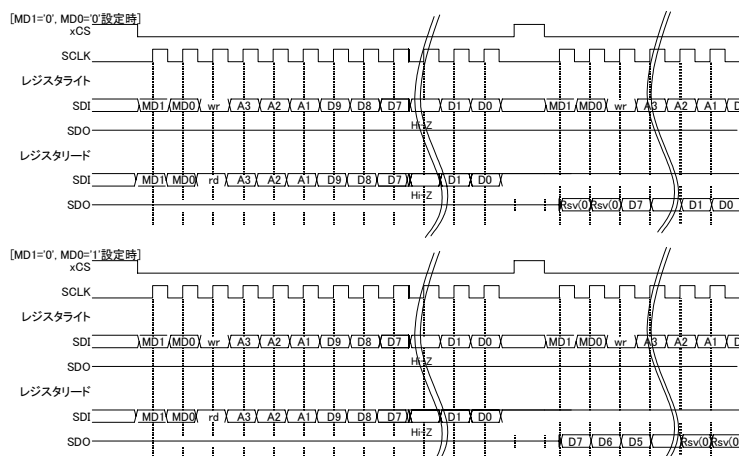 [MD1='0', MD0='0'設定時]
xCS
SCLK
レジスタライト
SDI MD1 MD0 wr A3 A2 A1 D9 D8 D7 D1 D0 MD1 MD0 wr A3 A2 A1 D
SDO Hi-Z
レジスタリード
SDI MD1 MD0 rd A3 A2 A1 D9 D8 D7 D1 D0
SDO Hi-Z Rsv(0) Rsv(0) D7 D1 D0
[MD1='0', MD0='1'設定時]
xCS
SCLK
レジスタライト
SDI MD1 MD0 wr A3 A2 A1 D9 D8 D7 D1 D0 MD1 MD0 wr A3 A2 A1 D
SDO Hi-Z
レジスタリード
SDI MD1 MD0 rd A3 A2 A1 D9 D8 D7 D1 D0
SDO Hi-Z D7 D6 D5 Rsv(0) Rsv(0